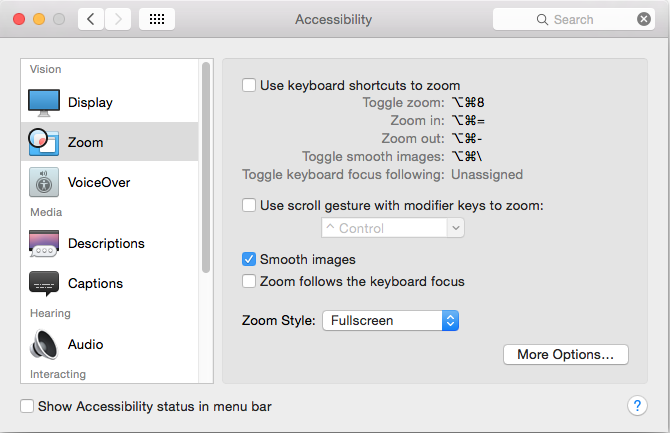 Accessibility
Search
Vision
Display
Zoom
VoiceOver
Media
Descriptions
Captions
Hearing
Audio
Interacting
Use keyboard shortcuts to zoom
Toggle zoom: ⌥⌘8
Zoom in: ⌥⌘=
Zoom out: ⌥⌘-
Toggle smooth images: ⌥⌘\
Toggle keyboard focus following: Unassigned
Use scroll gesture with modifier keys to zoom:
^ Control
Smooth images
Zoom follows the keyboard focus
Zoom Style: Fullscreen
More Options...
Show Accessibility status in menu bar
?